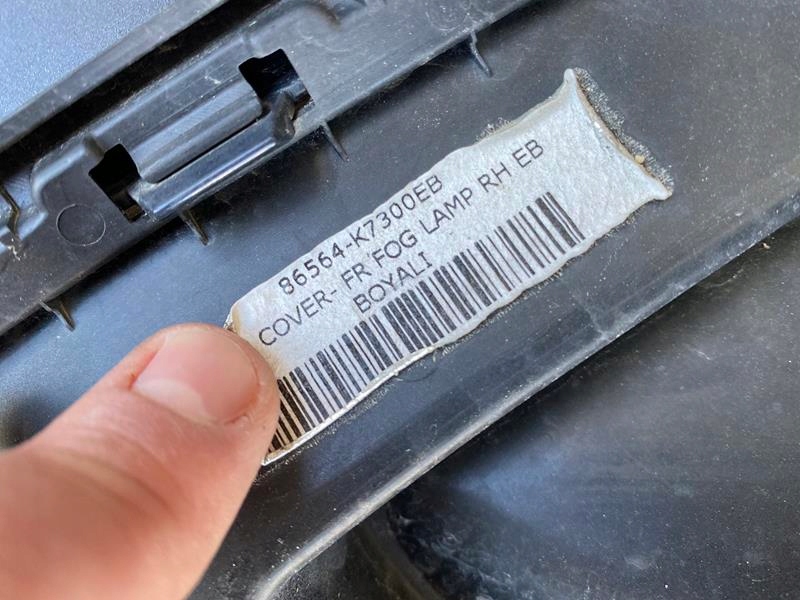 86564-K7300EB
COVER- FR FOG LAMP RH EB
BOYALI